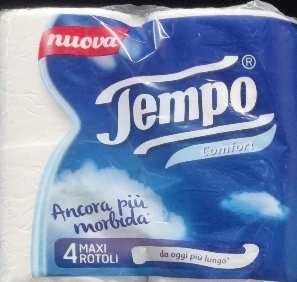 nuova
Tempo®
Comfort
Ancora più
morbida*
4 MAXI
ROTOLI
da oggi più lungo*